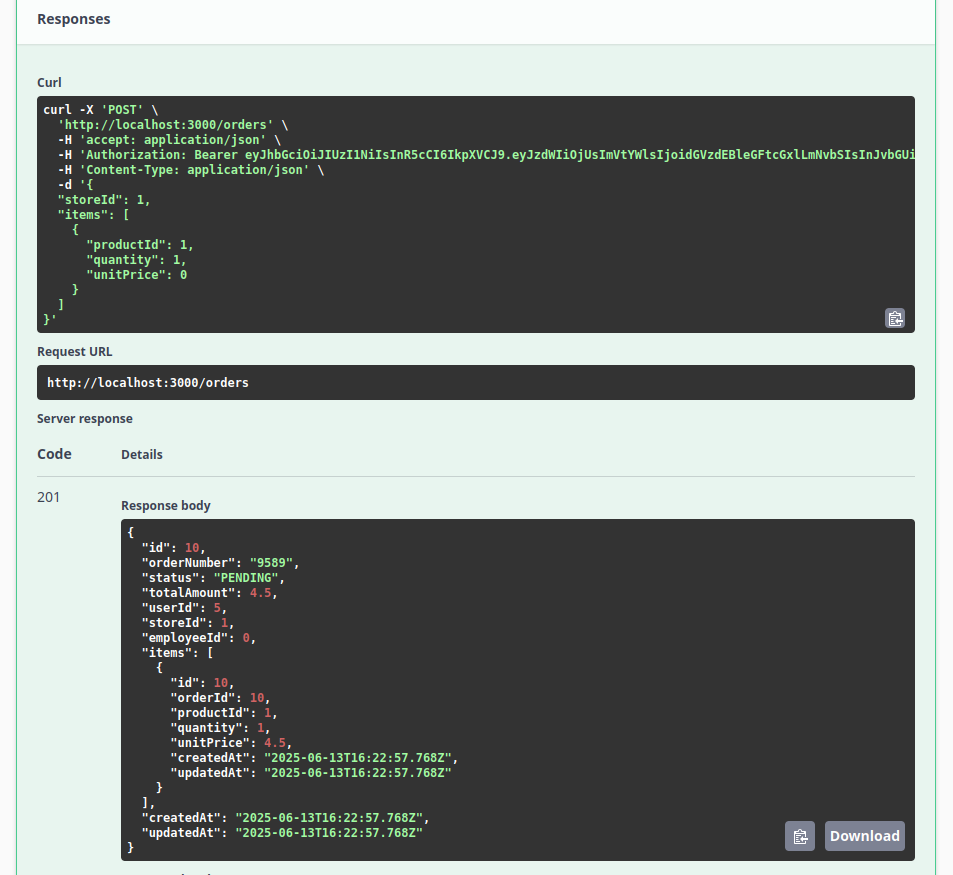 Responses
Curl
curl -X 'POST' \
  'http://localhost:3000/orders' \
  -H 'accept: application/json' \
  -H 'Authorization: Bearer eyJhbGciOiJIUzI1NiIsInR5cCI6IkpXVCJ9.eyJzdWIiOjUsImVtYWlsIjoidGVzdEBleGFtcGxlLmNvbSIsInJvbGUi
  -H 'Content-Type: application/json' \
  -d '{
  "storeId": 1,
  "items": [
    {
      "productId": 1,
      "quantity": 1,
      "unitPrice": 0
    }
  ]
}'
Request URL
http://localhost:3000/orders
Server response
Code Details
201
Response body
{
  "id": 10,
  "orderNumber": "9589",
  "status": "PENDING",
  "totalAmount": 4.5,
  "userId": 5,
  "storeId": 1,
  "employeeId": 0,
  "items": [
    {
      "id": 10,
      "orderId": 10,
      "productId": 1,
      "quantity": 1,
      "unitPrice": 4.5,
      "createdAt": "2025-06-13T16:22:57.768Z",
      "updatedAt": "2025-06-13T16:22:57.768Z"
    }
  ],
  "createdAt": "2025-06-13T16:22:57.768Z",
  "updatedAt": "2025-06-13T16:22:57.768Z"
}
Download